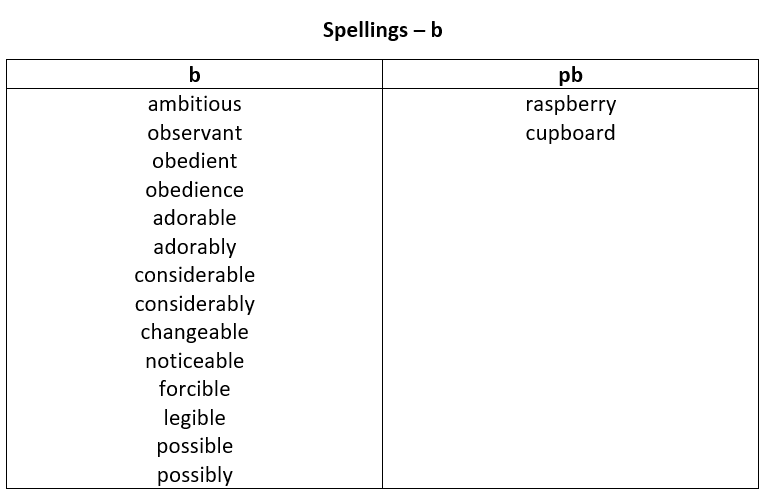 Spellings – b
b pb
ambitious raspberry
observant cupboard
obedient
obedience
adorable
adorably
considerable
considerably
changeable
noticeable
forcible
legible
possible
possibly